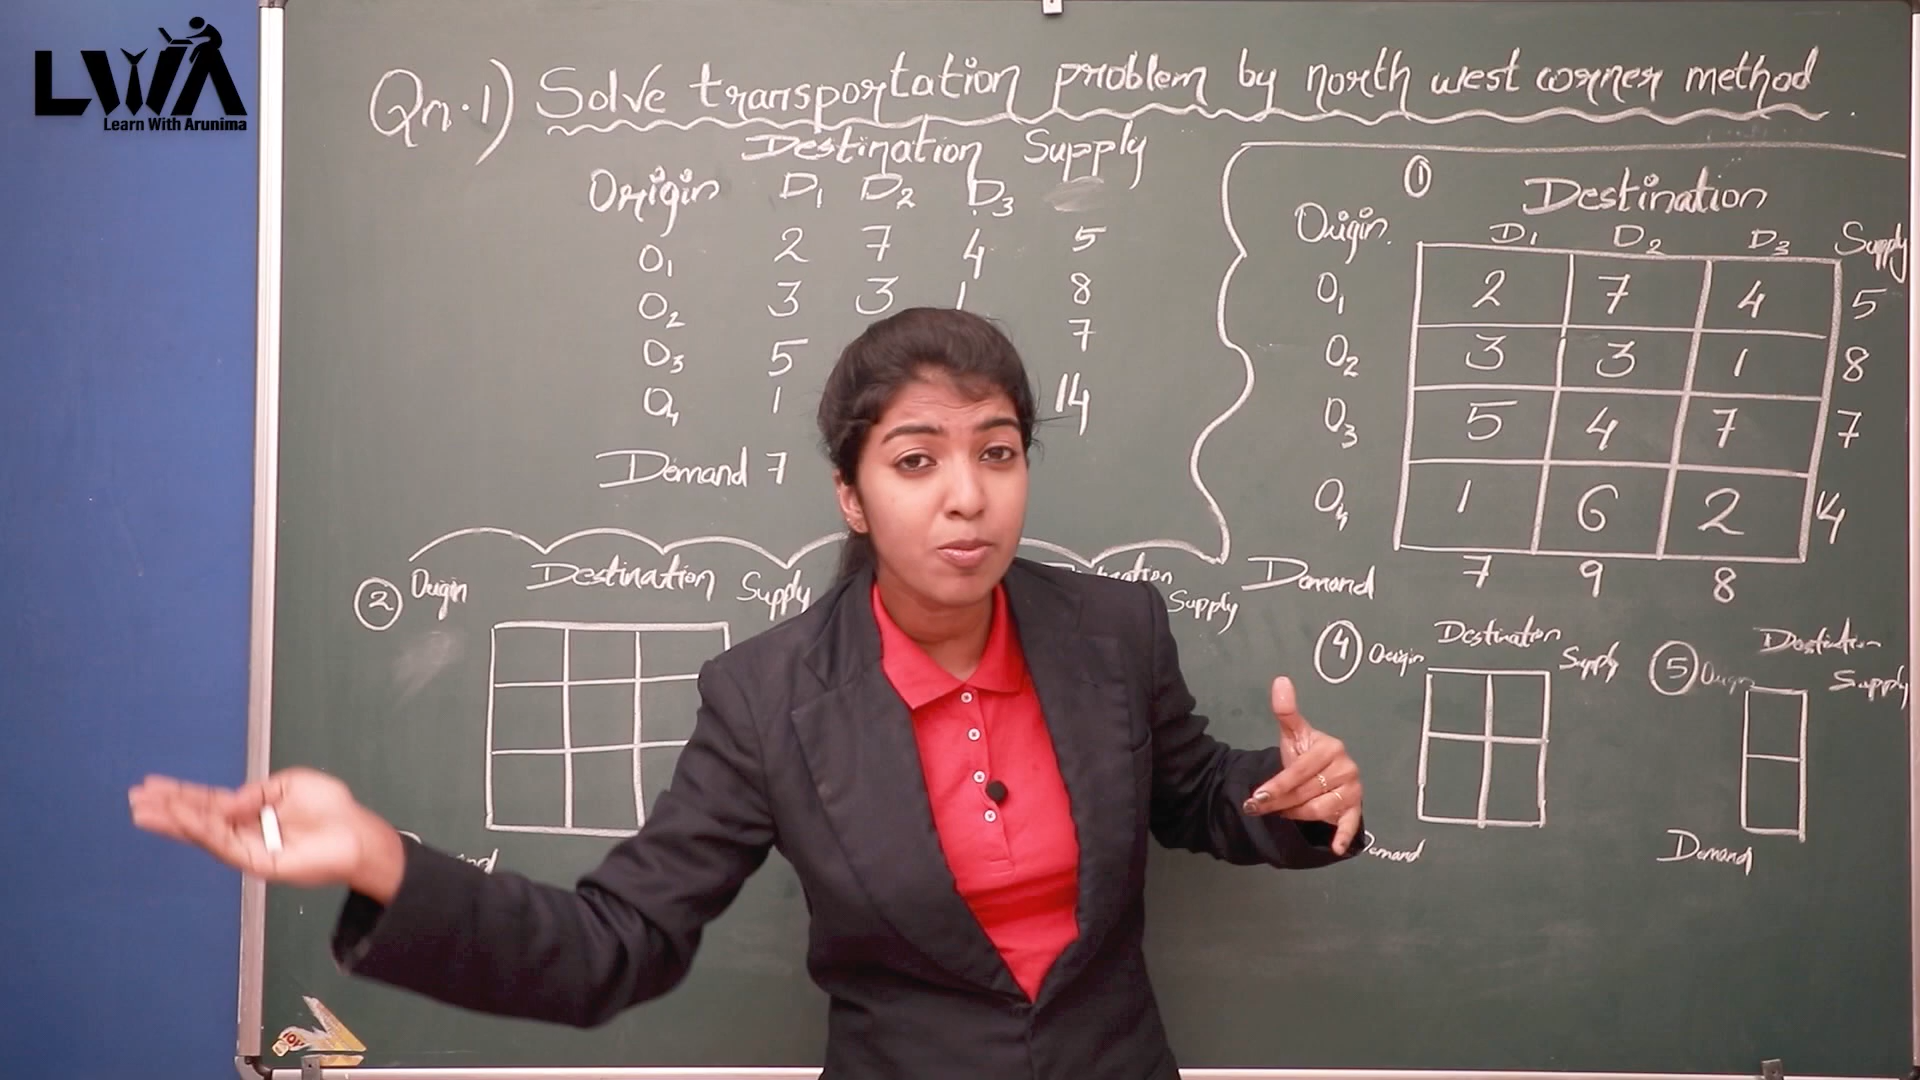 LWA
Learn With Arunima
Qn.1) Solve transportation problem by north west corner method.
Destination Supply
Origin D1 D2 D3
O1 2 7 4 5
O2 3 3 1 8
O3 5 7
O4 1 14
Demand 7
① Destination
Origin D1 D2 D3 Supply
O1 2 7 4 5
O2 3 3 1 8
O3 5 4 7 7
O4 1 6 2 14
Demand 7 9 8
② Origin Destination Supply
Supply
④ Origin Destination Supply
Demand
⑤ Origin Destination Supply
Demand